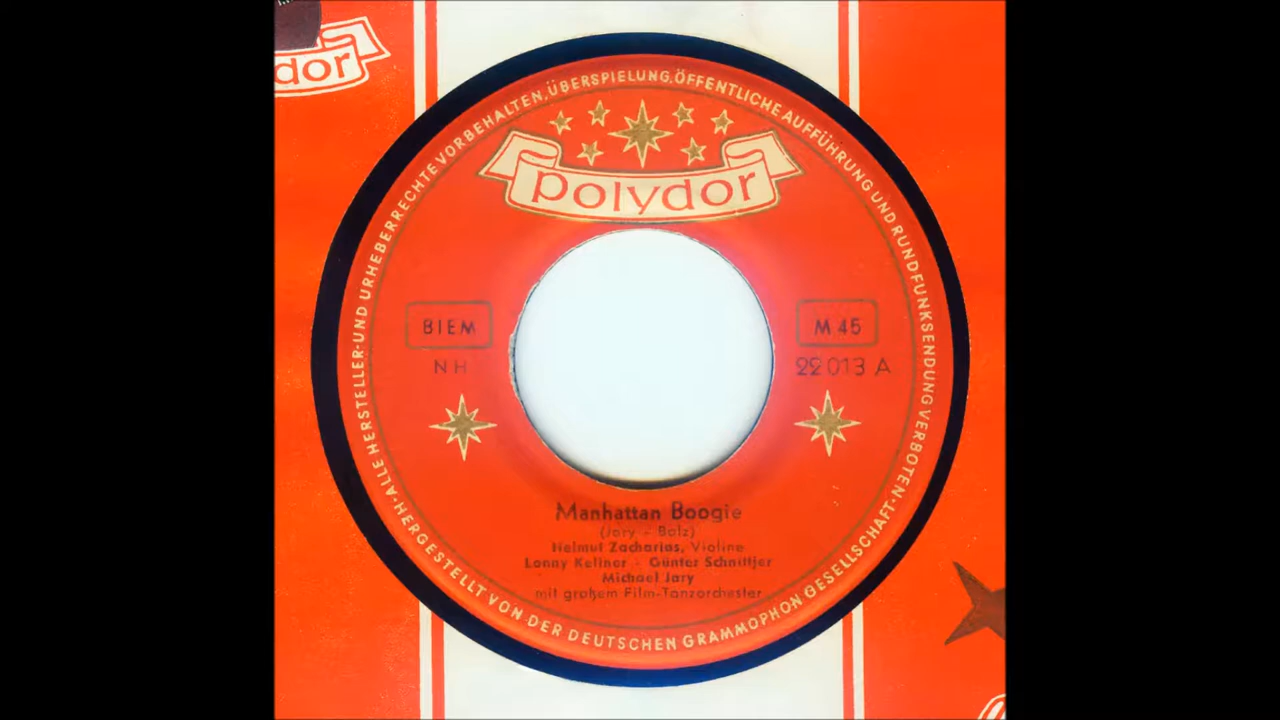 dor
ALLE HERSTELLER-UND URHEBERRECHTE VORBEHALTEN, ÜBERSPIELUNG, ÖFFENTLICHE AUFFÜHRUNG UND RUNDFUNKSENDUNG VERBOTEN·
polydor
BIEM
M 45
NH
22 013 A
Manhattan Boogie
(Jary - Balz)
Helmut Zacharias, Violine
Lonny Kellner - Günter Schnittjer
Michael Jary
mit großem Film-Tanzorchester
HERGESTELLT VON DER DEUTSCHEN GRAMMOPHON GESELLSCHAFT·